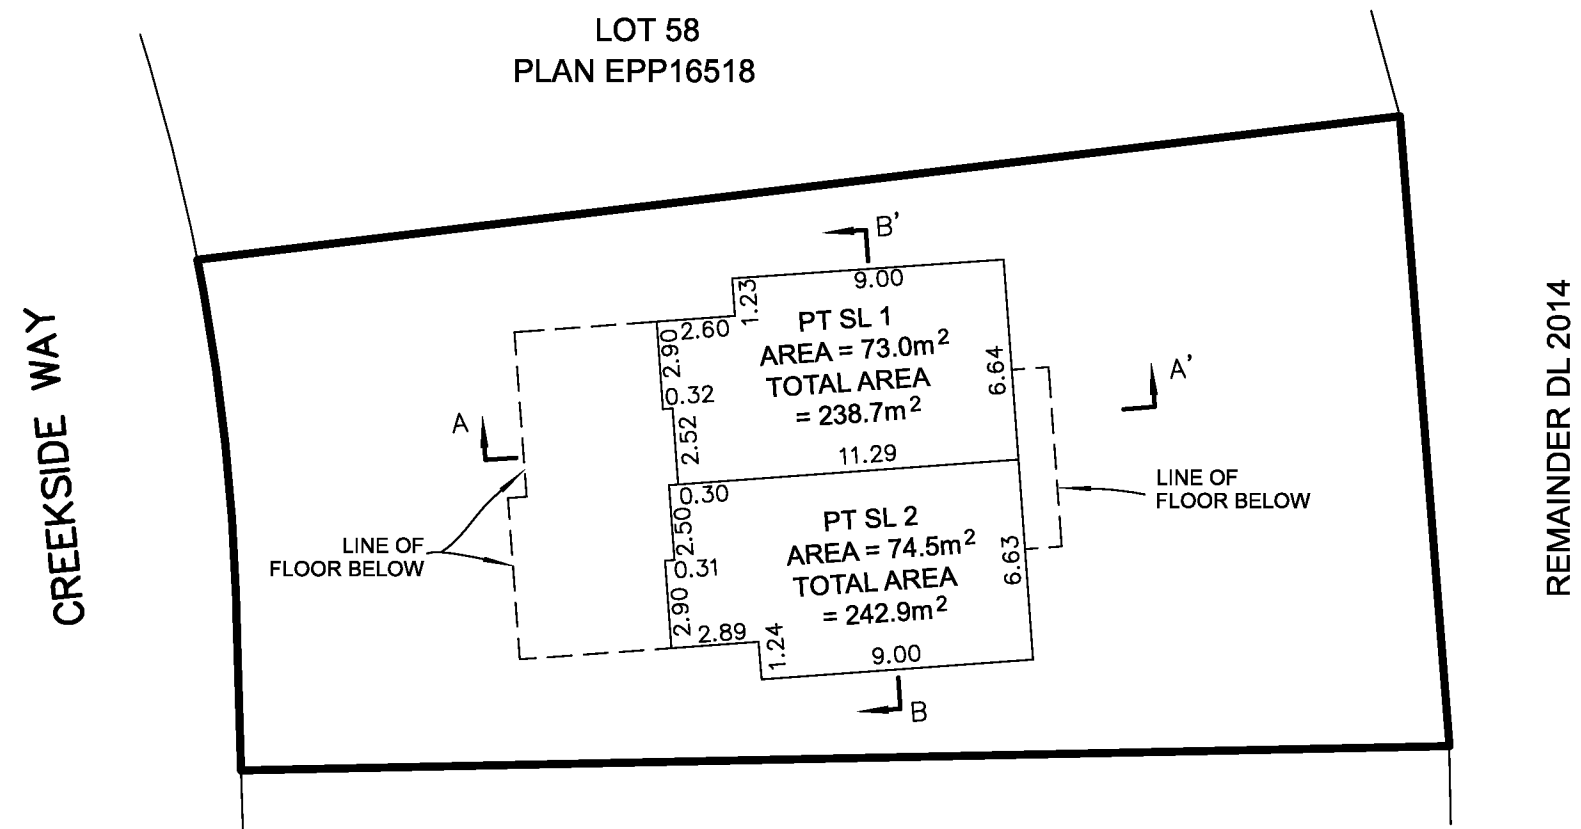 LOT 58
PLAN EPP16518
B'
9.00
1.23
PT SL 1
2.60
AREA = 73.0m²
2.90
TOTAL AREA
= 238.7m²
6.64
A'
0.32
A
2.52
11.29
CREEKSIDE WAY
REMAINDER DL 2014
LINE OF
FLOOR BELOW
0.30
PT SL 2
2.50
AREA = 74.5m²
LINE OF
FLOOR BELOW
0.31
TOTAL AREA
= 242.9m²
6.63
2.90
2.89
1.24
9.00
B